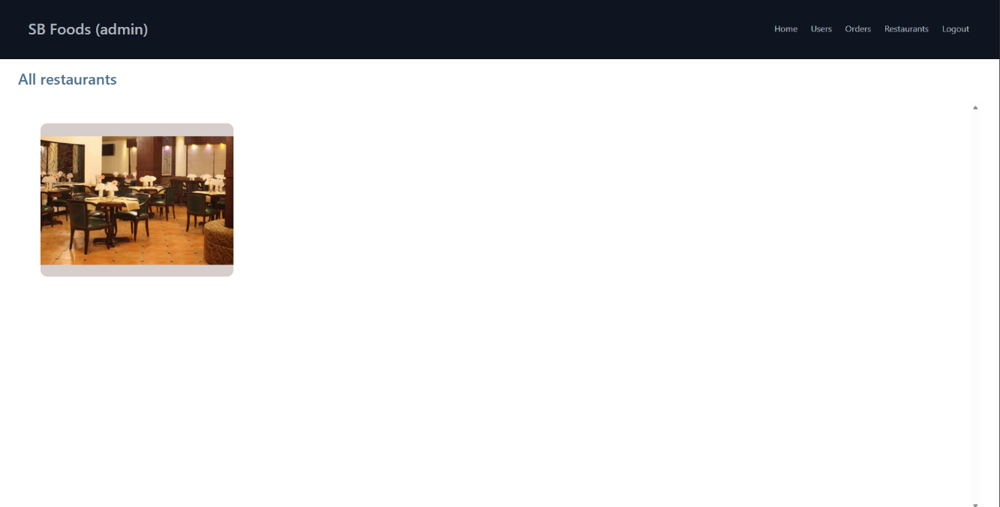 SB Foods (admin)
Home Users Orders Restaurants Logout
All restaurants